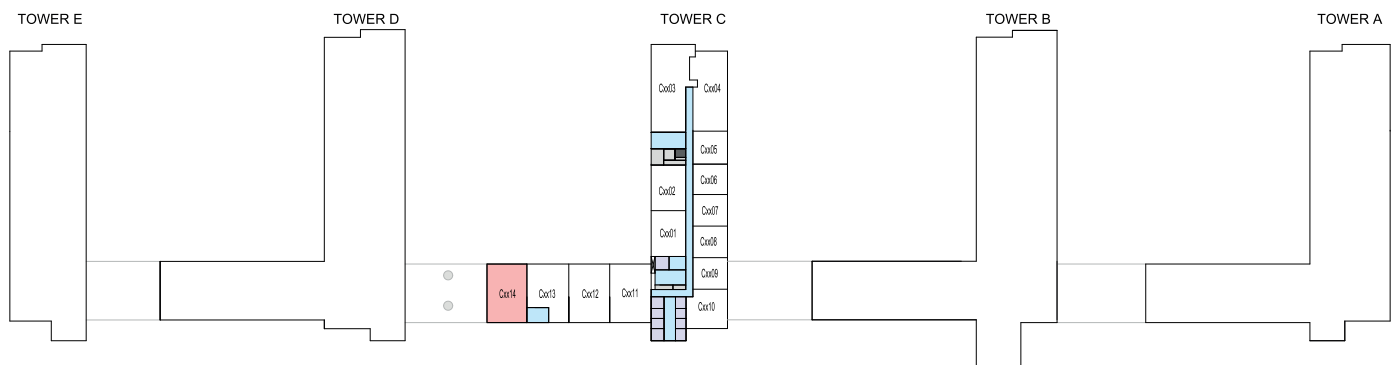 TOWER E
TOWER D
TOWER C
TOWER B
TOWER A
Cxx03
Cxx04
Cxx05
Cxx06
Cxx02
Cxx07
Cxx01
Cxx08
Cxx09
Cxx14
Cxx13
Cxx12
Cxx11
Cxx10